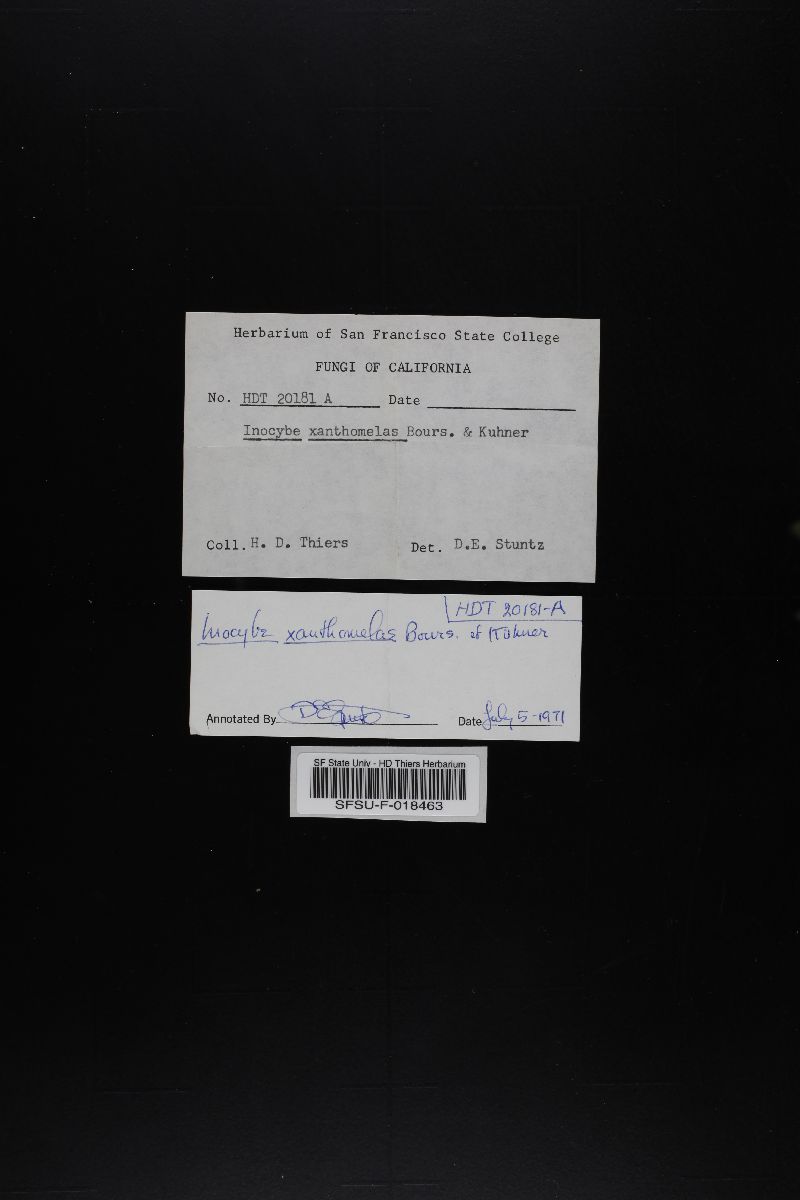 Herbarium of San Francisco State College
FUNGI OF CALIFORNIA
No. HDT 20181 A Date
Inocybe xanthomelas Bours. & Kuhner
Coll. H. D. Thiers Det. D.E. Stuntz
HDT 20181-A
Inocybe xanthomelas Bours. et Kühner
Annotated By DEStuntz Date July 5-1971
SF State Univ - HD Thiers Herbarium
SFSU-F-018463